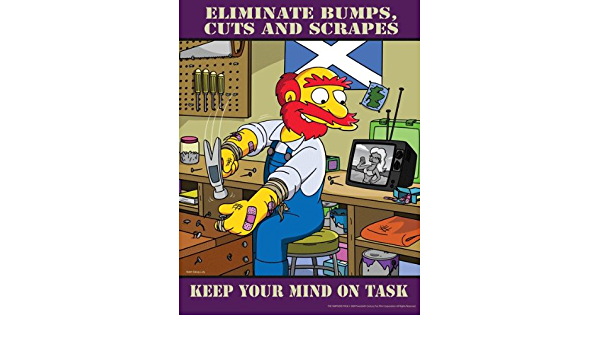 ELIMINATE BUMPS,
CUTS AND SCRAPES
KEEP YOUR MIND ON TASK